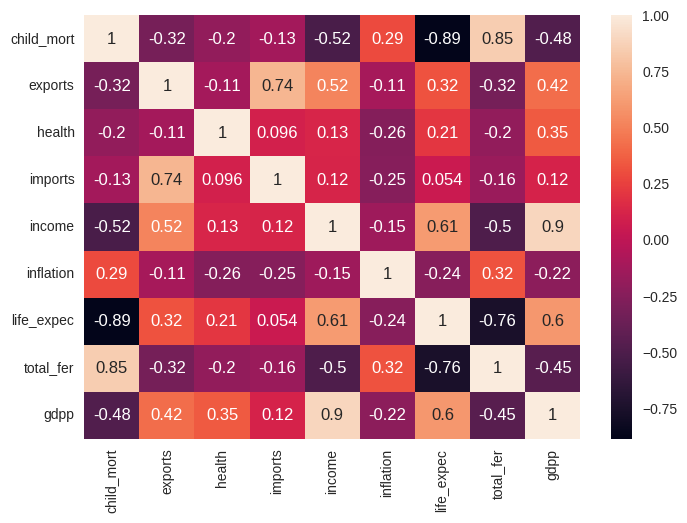 child_mort 1 -0.32 -0.2 -0.13 -0.52 0.29 -0.89 0.85 -0.48
exports -0.32 1 -0.11 0.74 0.52 -0.11 0.32 -0.32 0.42
health -0.2 -0.11 1 0.096 0.13 -0.26 0.21 -0.2 0.35
imports -0.13 0.74 0.096 1 0.12 -0.25 0.054 -0.16 0.12
income -0.52 0.52 0.13 0.12 1 -0.15 0.61 -0.5 0.9
inflation 0.29 -0.11 -0.26 -0.25 -0.15 1 -0.24 0.32 -0.22
life_expec -0.89 0.32 0.21 0.054 0.61 -0.24 1 -0.76 0.6
total_fer 0.85 -0.32 -0.2 -0.16 -0.5 0.32 -0.76 1 -0.45
gdpp -0.48 0.42 0.35 0.12 0.9 -0.22 0.6 -0.45 1
child_mort exports health imports income inflation life_expec total_fer gdpp
1.00
0.75
0.50
0.25
0.00
-0.25
-0.50
-0.75